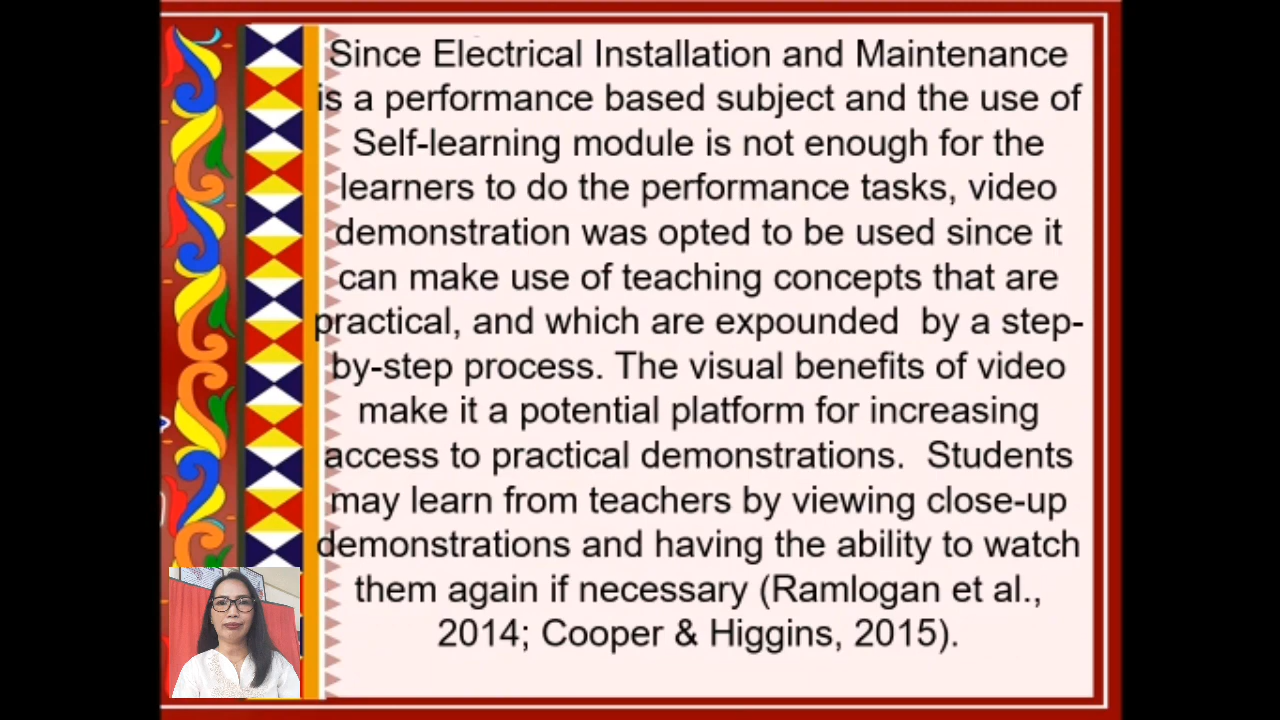 Since Electrical Installation and Maintenance
is a performance based subject and the use of
Self-learning module is not enough for the
learners to do the performance tasks, video
demonstration was opted to be used since it
can make use of teaching concepts that are
practical, and which are expounded  by a step-
by-step process. The visual benefits of video
make it a potential platform for increasing
access to practical demonstrations.  Students
may learn from teachers by viewing close-up
demonstrations and having the ability to watch
them again if necessary (Ramlogan et al.,
2014; Cooper & Higgins, 2015).